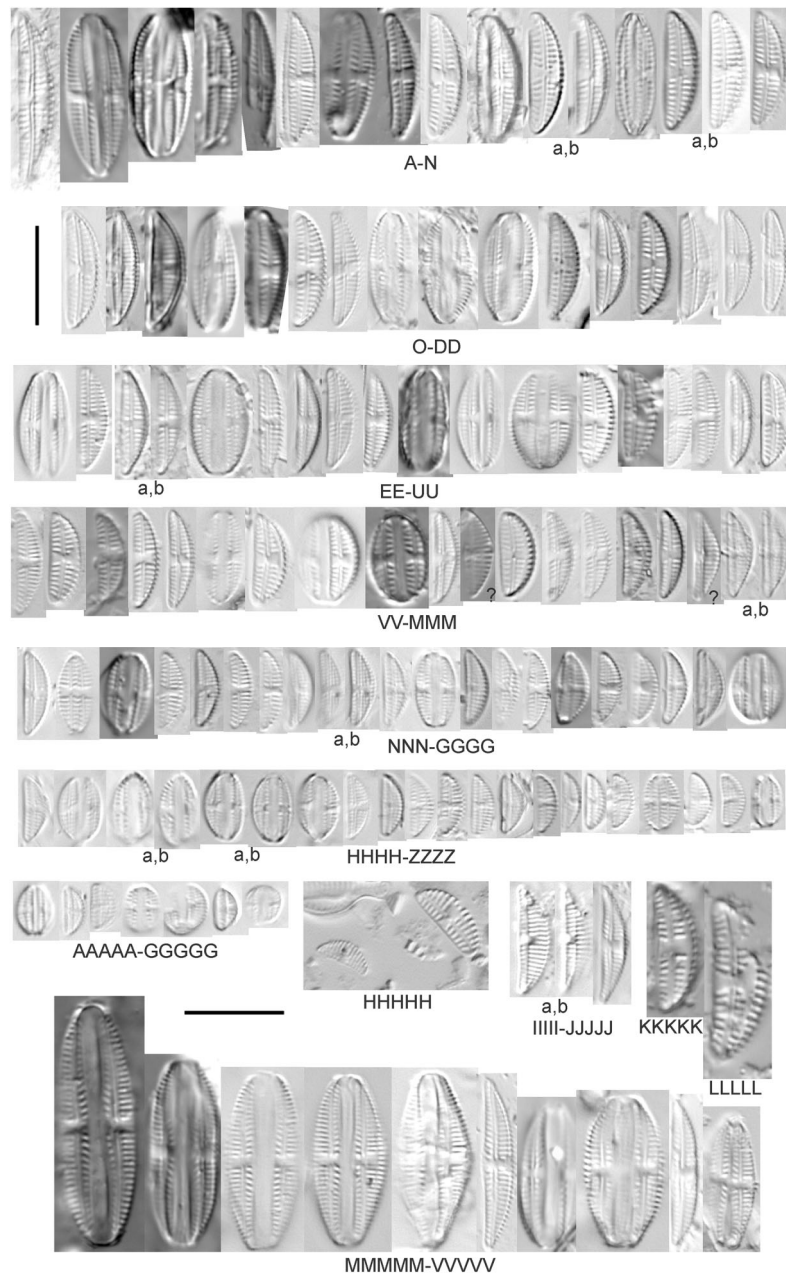 a,b a,b
A-N
O-DD
a,b EE-UU
? ?
VV-MMM a,b
a,b NNN-GGGG
a,b a,b HHHH-ZZZZ
AAAAA-GGGGG
HHHHH
a,b
IIIII-JJJJJ
KKKKK
LLLLL
MMMMM-VVVVV